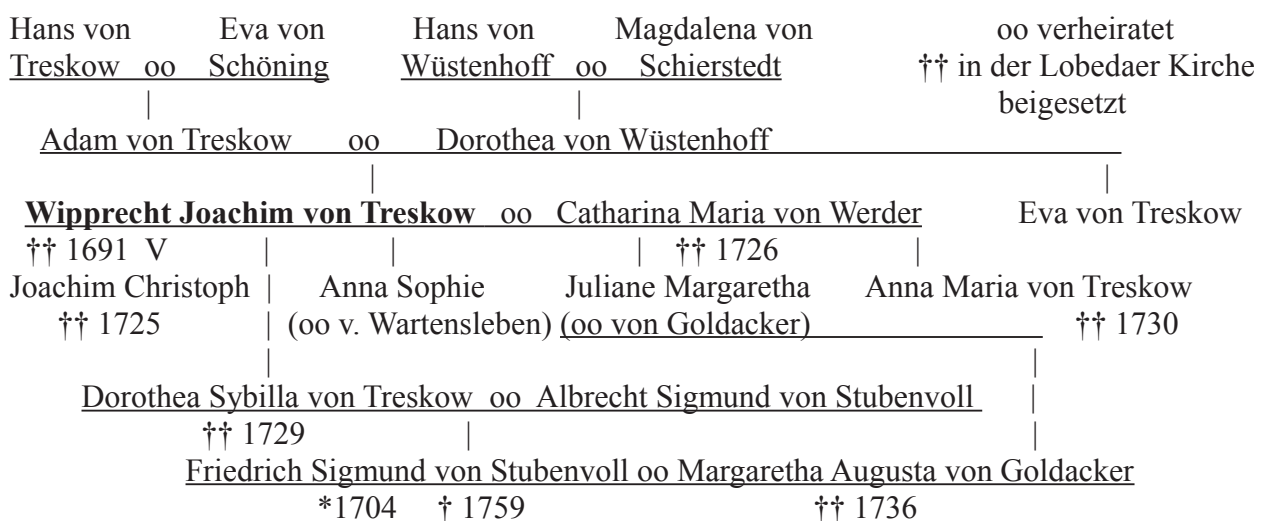 Hans von Eva von Hans von Magdalena von oo verheiratet
Treskow oo Schöning Wüstenhoff oo Schierstedt †† in der Lobedaer Kirche
| | beigesetzt
Adam von Treskow oo Dorothea von Wüstenhoff
| |
Wipprecht Joachim von Treskow oo Catharina Maria von Werder Eva von Treskow
†† 1691 V | | | †† 1726 |
Joachim Christoph | Anna Sophie Juliane Margaretha Anna Maria von Treskow
†† 1725 | (oo v. Wartensleben) (oo von Goldacker) †† 1730
| |
Dorothea Sybilla von Treskow oo Albrecht Sigmund von Stubenvoll |
†† 1729 | |
Friedrich Sigmund von Stubenvoll oo Margaretha Augusta von Goldacker
*1704 † 1759 †† 1736